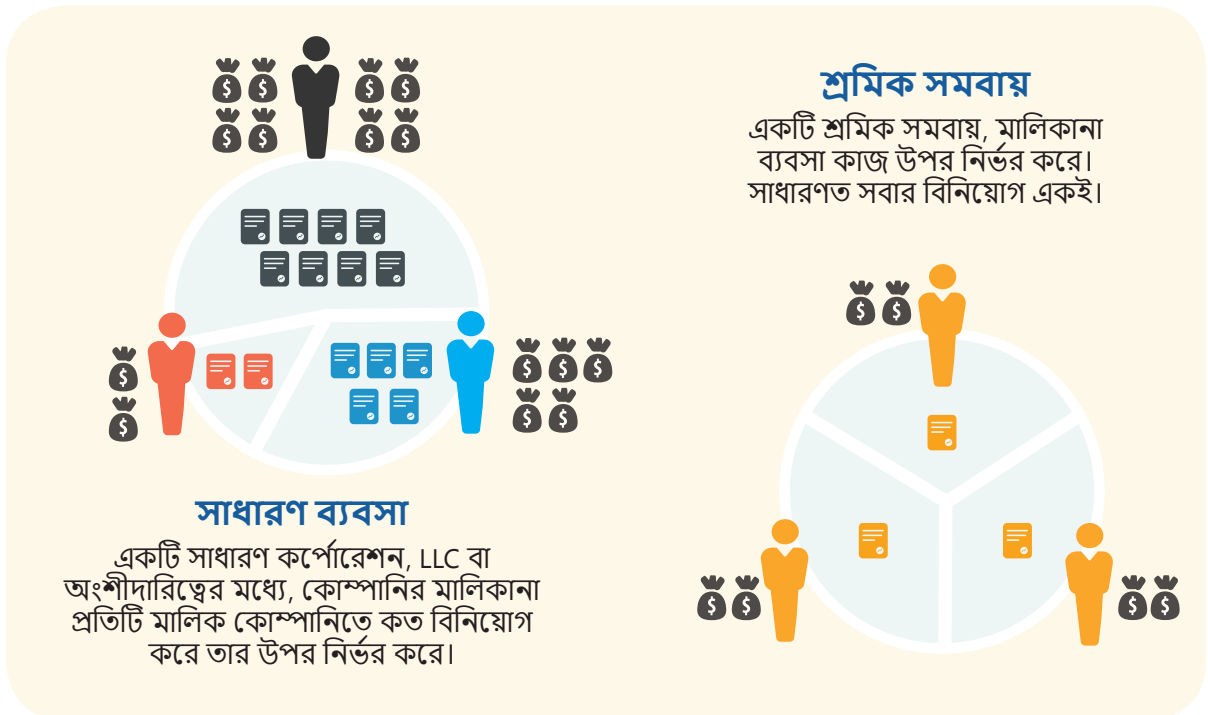 শ্রমিক সমবায়
একটি শ্রমিক সমবায়, মালিকানা
ব্যবসা কাজ উপর নির্ভর করে।
সাধারণত সবার বিনিয়োগ একই।
সাধারণ ব্যবসা
একটি সাধারণ কর্পোরেশন, LLC বা
অংশীদারিত্বের মধ্যে, কোম্পানির মালিকানা
প্রতিটি মালিক কোম্পানিতে কত বিনিয়োগ
করে তার উপর নির্ভর করে।